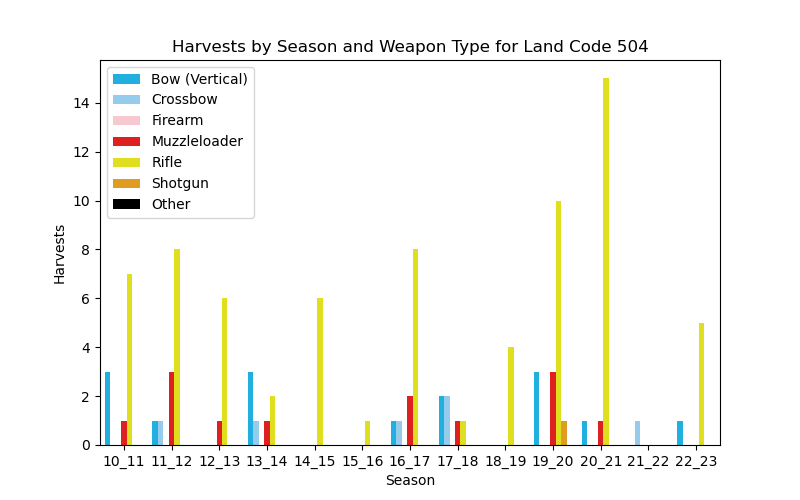 Harvests by Season and Weapon Type for Land Code 504
Bow (Vertical)
Crossbow
Firearm
Muzzleloader
Rifle
Shotgun
Other
14
12
10
8
6
4
2
0
Harvests
10_11 11_12 12_13 13_14 14_15 15_16 16_17 17_18 18_19 19_20 20_21 21_22 22_23
Season